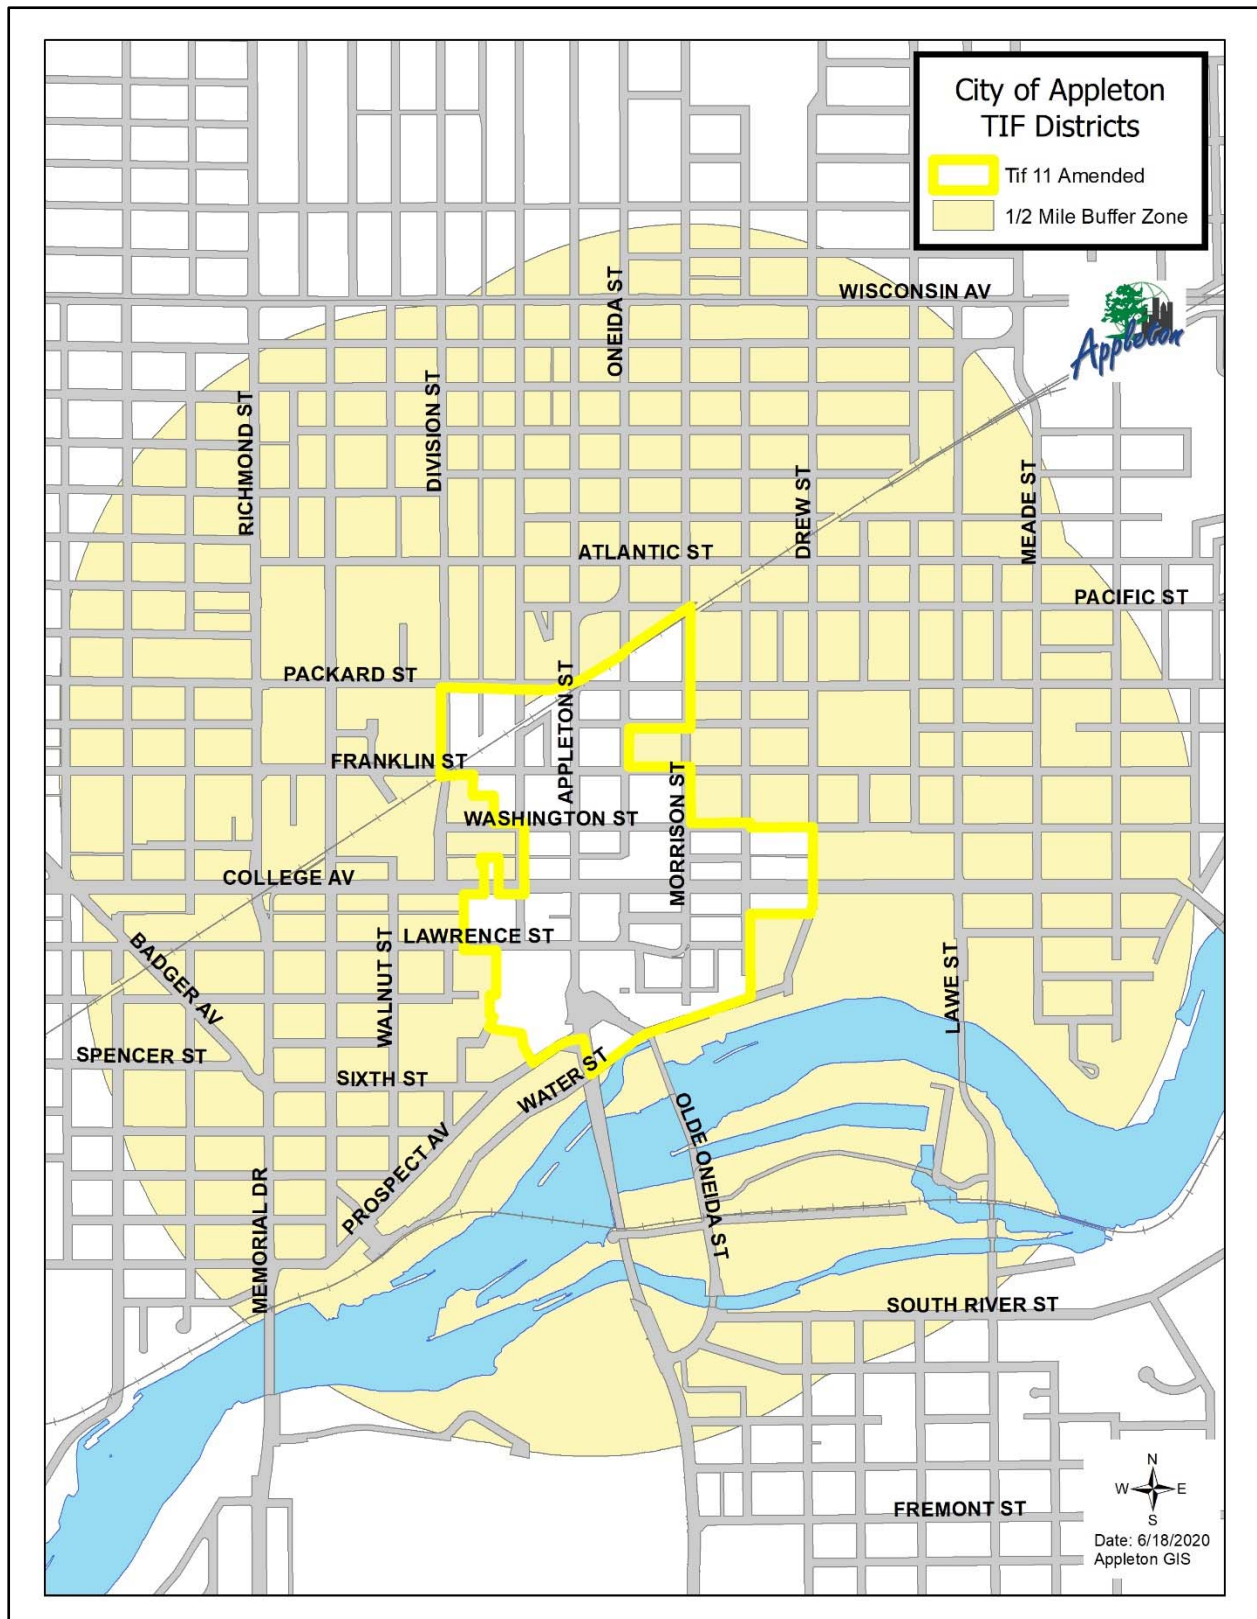 City of Appleton
TIF Districts
Tif 11 Amended
1/2 Mile Buffer Zone
WISCONSIN AV
Appleton
ONEIDA ST
DIVISION ST
RICHMOND ST
DREW ST
MEADE ST
ATLANTIC ST
PACIFIC ST
PACKARD ST
APPLETON ST
FRANKLIN ST
MORRISON ST
WASHINGTON ST
COLLEGE AV
LAWRENCE ST
WALNUT ST
BADGER AV
LAWE ST
SPENCER ST
SIXTH ST
WATER ST
OLDE ONEIDA ST
PROSPECT AV
MEMORIAL DR
SOUTH RIVER ST
FREMONT ST
N
W E
S
Date: 6/18/2020
Appleton GIS